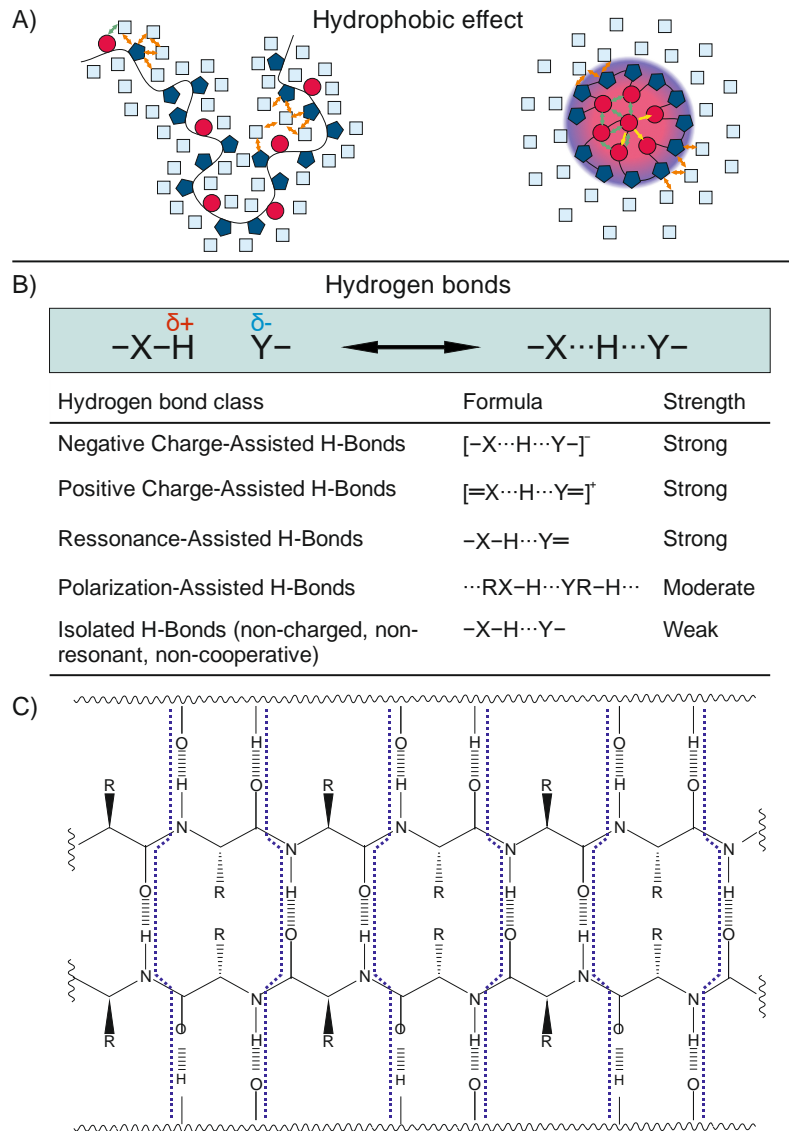 A) Hydrophobic effect
B) Hydrogen bonds
δ+ δ-
–X–H Y– –X···H···Y–
Hydrogen bond class Formula Strength
Negative Charge-Assisted H-Bonds [–X···H···Y–]⁻ Strong
Positive Charge-Assisted H-Bonds [=X···H···Y=]⁺ Strong
Ressonance-Assisted H-Bonds –X–H···Y= Strong
Polarization-Assisted H-Bonds ···RX–H···YR–H··· Moderate
Isolated H-Bonds (non-charged, non- –X–H···Y– Weak
resonant, non-cooperative)
C)
O H O H O H
R H O R H O R H O
N N N
N N N
O R H O R H O R H
H R O H R O H R O
N N N
N N N
R O H R O H R O H
H O H O H O